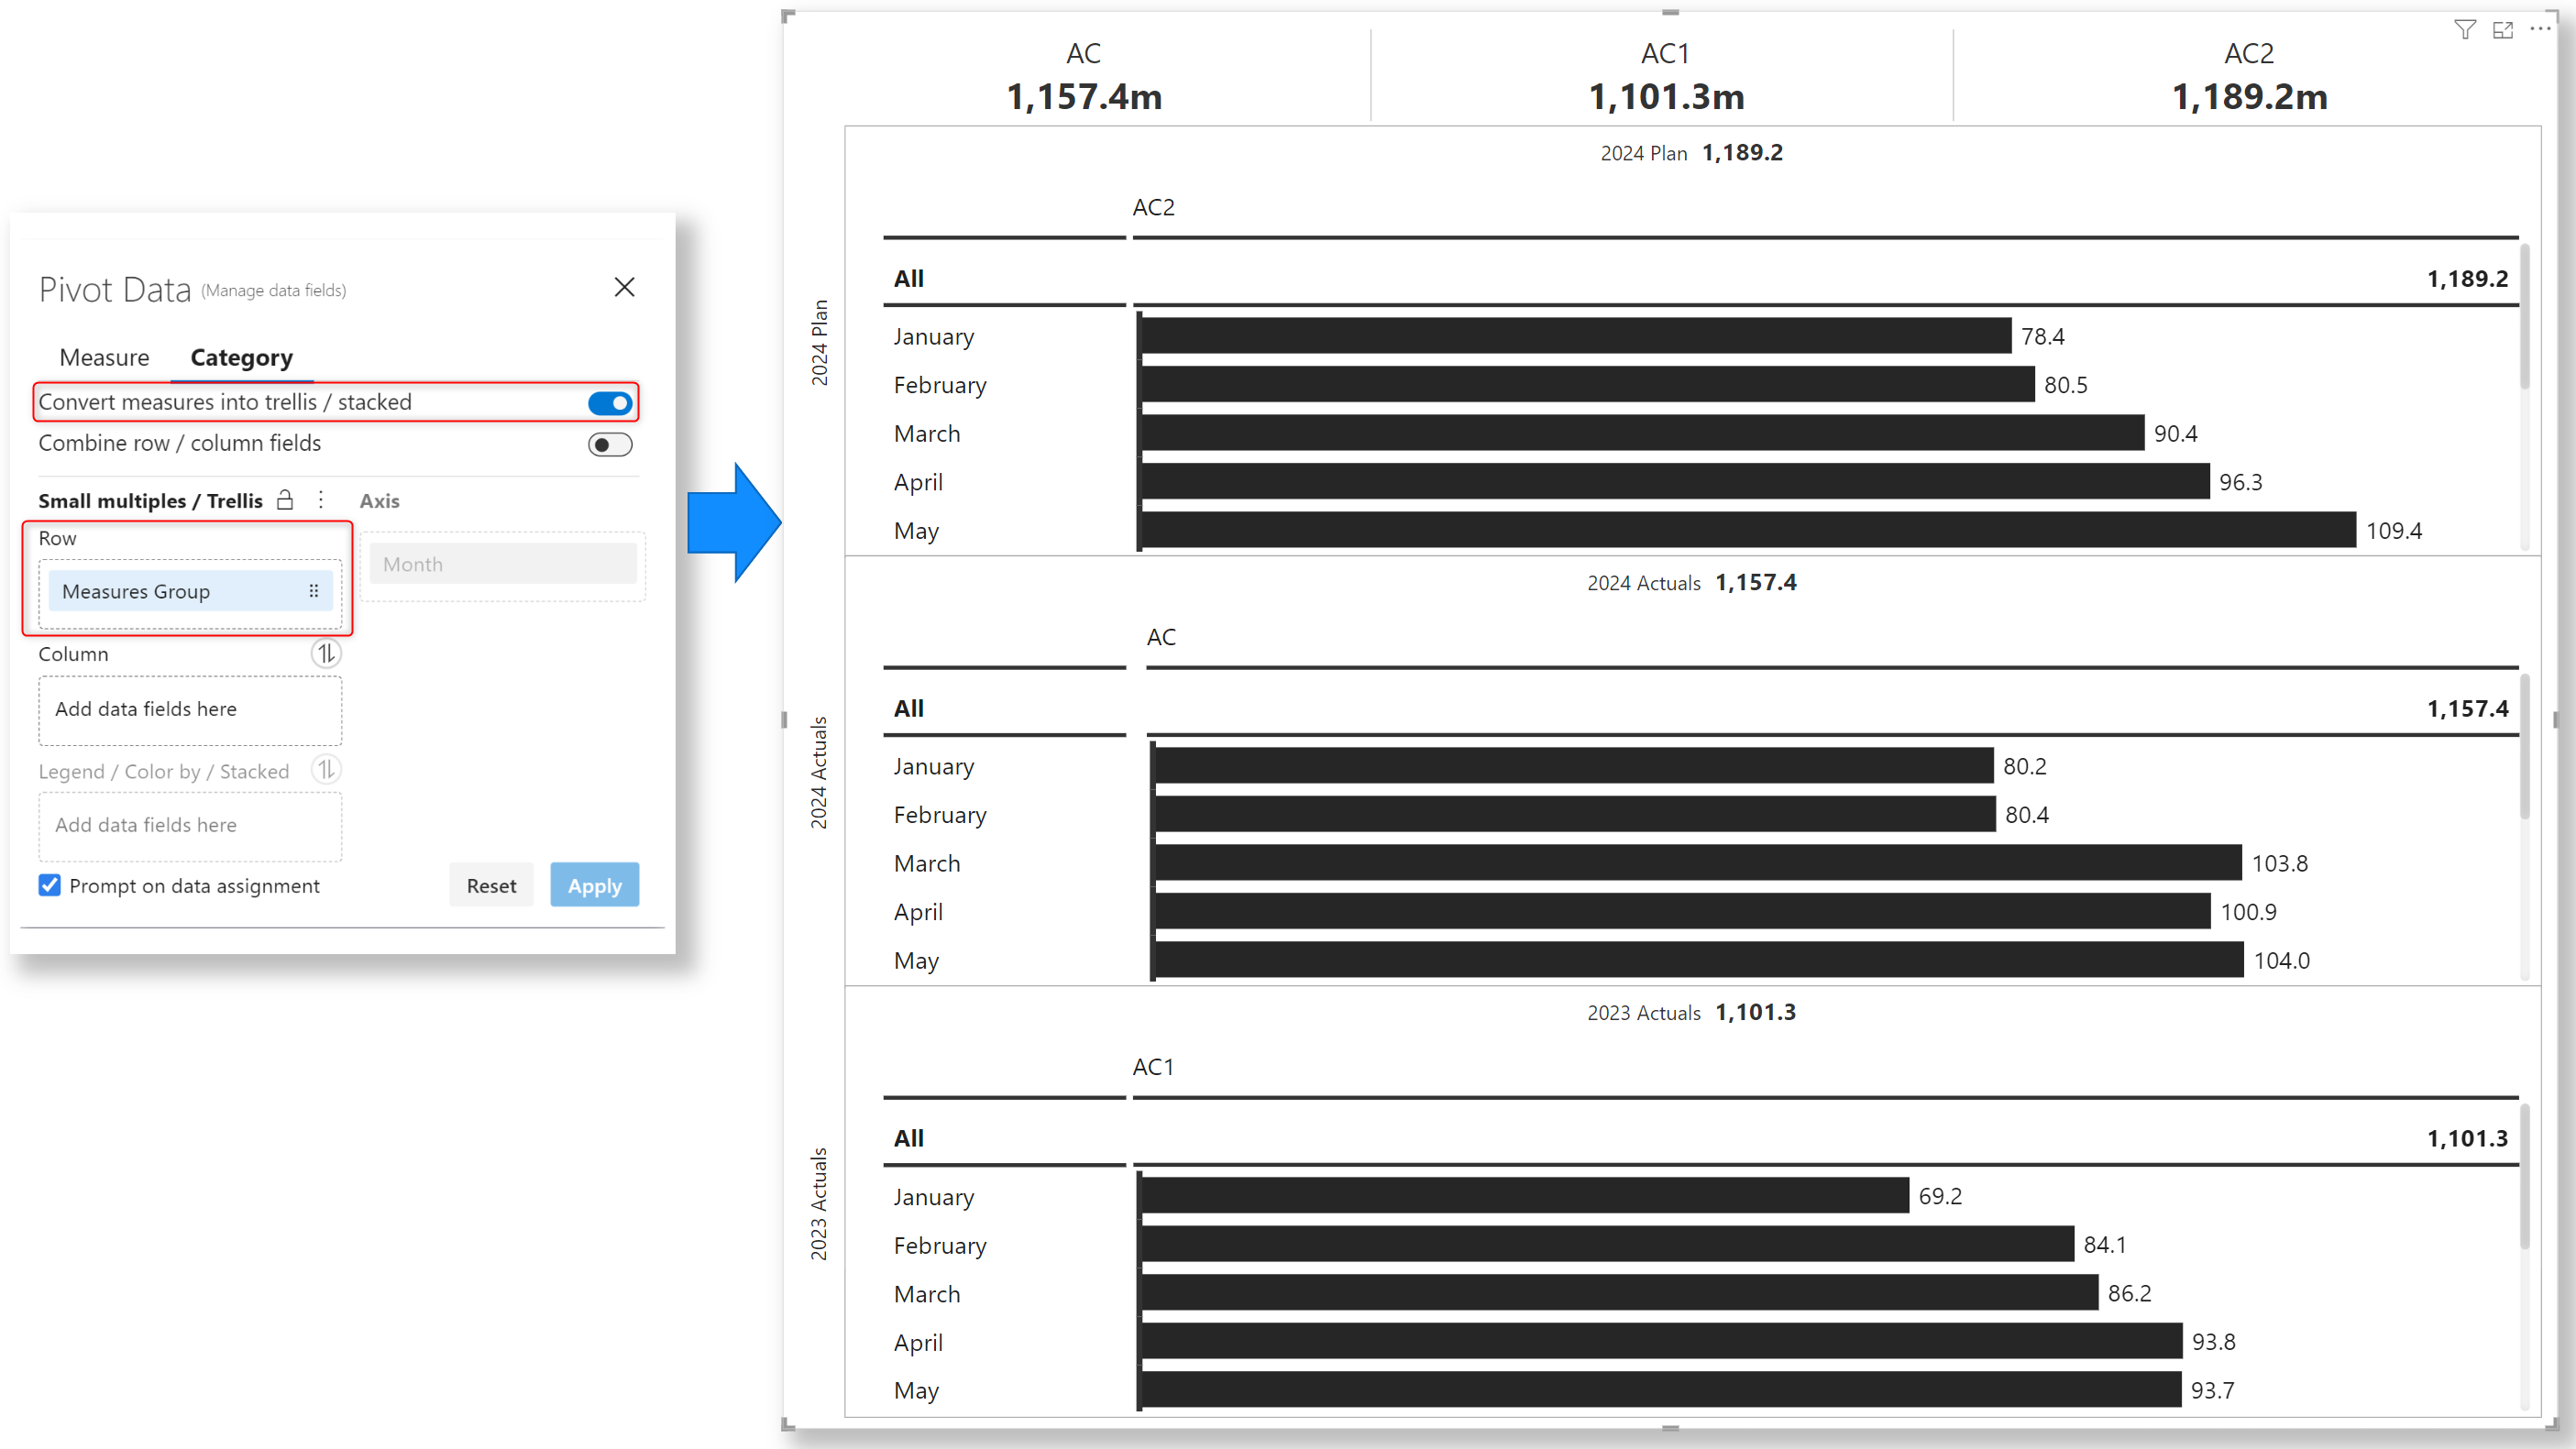 Pivot Data (Manage data fields)
Measure Category
Convert measures into trellis / stacked
Combine row / column fields
Small multiples / Trellis Axis
Row
Month
Measures Group
Column
Add data fields here
Legend / Color by / Stacked
Add data fields here
Prompt on data assignment Reset Apply
AC AC1 AC2
1,157.4m 1,101.3m 1,189.2m
2024 Plan 1,189.2
AC2
2024 Plan
All 1,189.2
January 78.4
February 80.5
March 90.4
April 96.3
May 109.4
2024 Actuals 1,157.4
AC
2024 Actuals
All 1,157.4
January 80.2
February 80.4
March 103.8
April 100.9
May 104.0
2023 Actuals 1,101.3
AC1
2023 Actuals
All 1,101.3
January 69.2
February 84.1
March 86.2
April 93.8
May 93.7